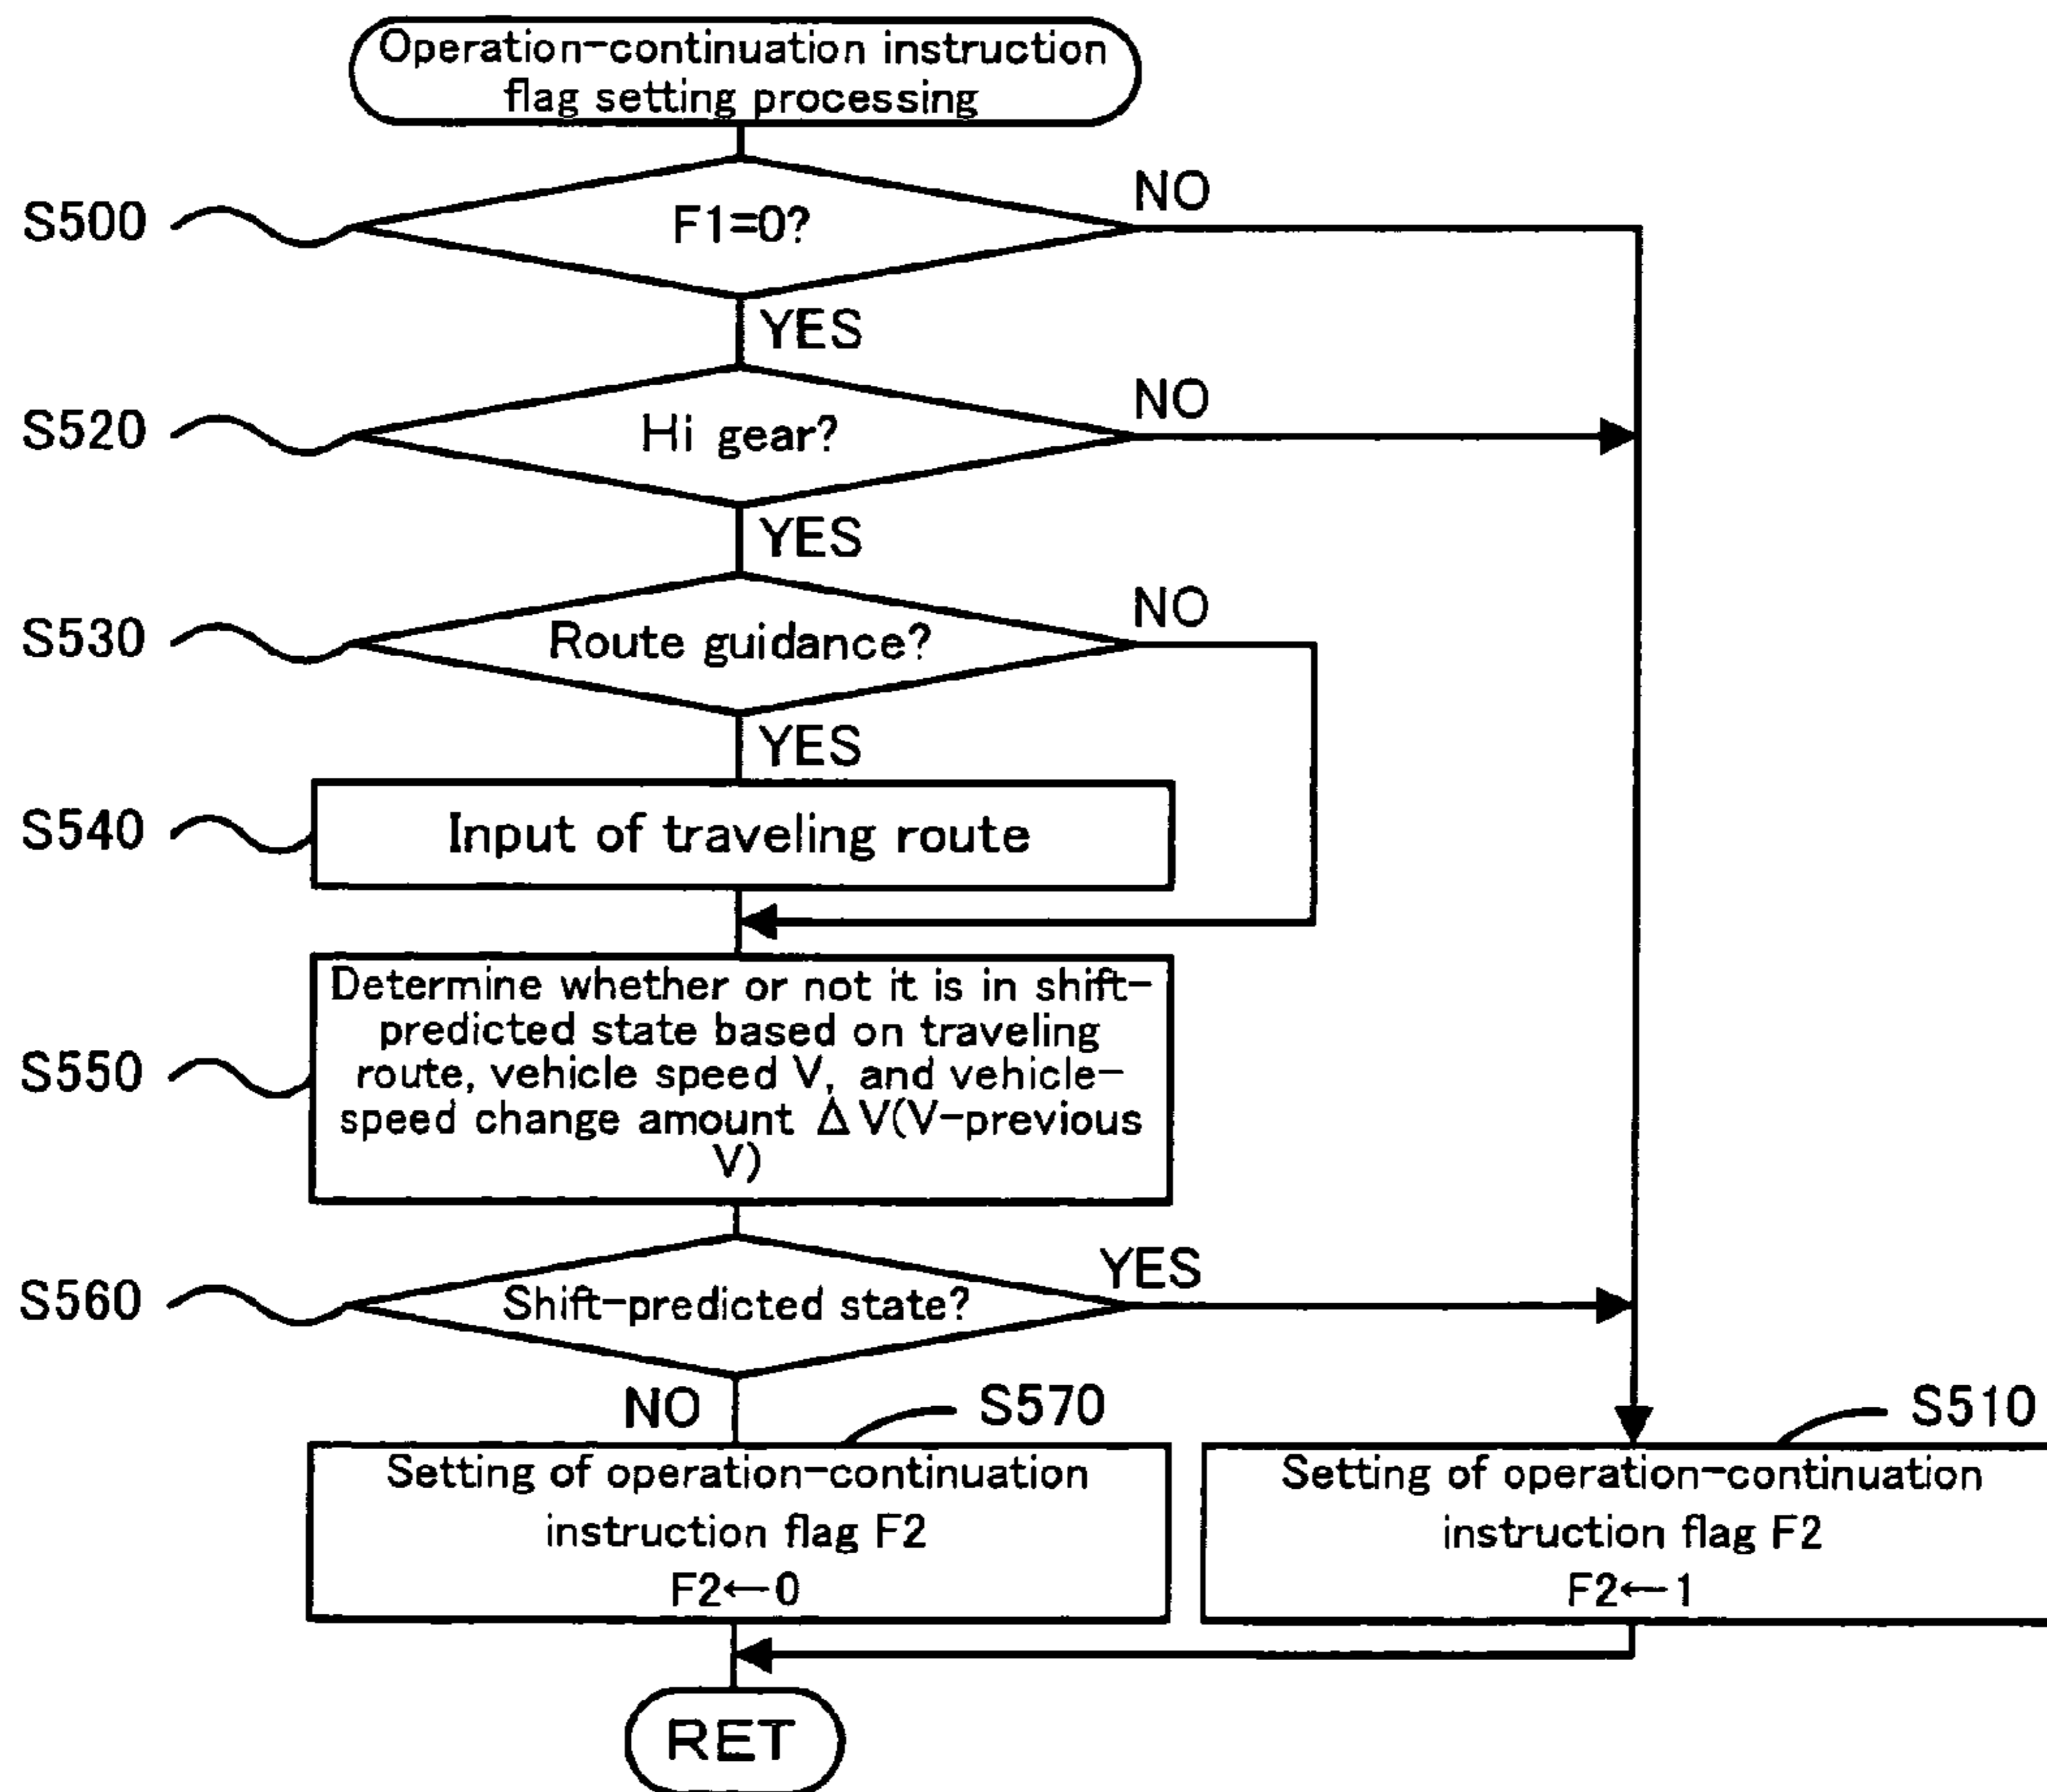 Operation-continuation instruction
flag setting processing
S500
F1=0?
NO
YES
S520
Hi gear?
NO
YES
S530
Route guidance?
NO
YES
S540
Input of traveling route
S550
Determine whether or not it is in shift-
predicted state based on traveling
route, vehicle speed V, and vehicle-
speed change amount ΔV(V-previous
V)
S560
Shift-predicted state?
YES
NO
S570
Setting of operation-continuation
instruction flag F2
F2←0
S510
Setting of operation-continuation
instruction flag F2
F2←1
RET